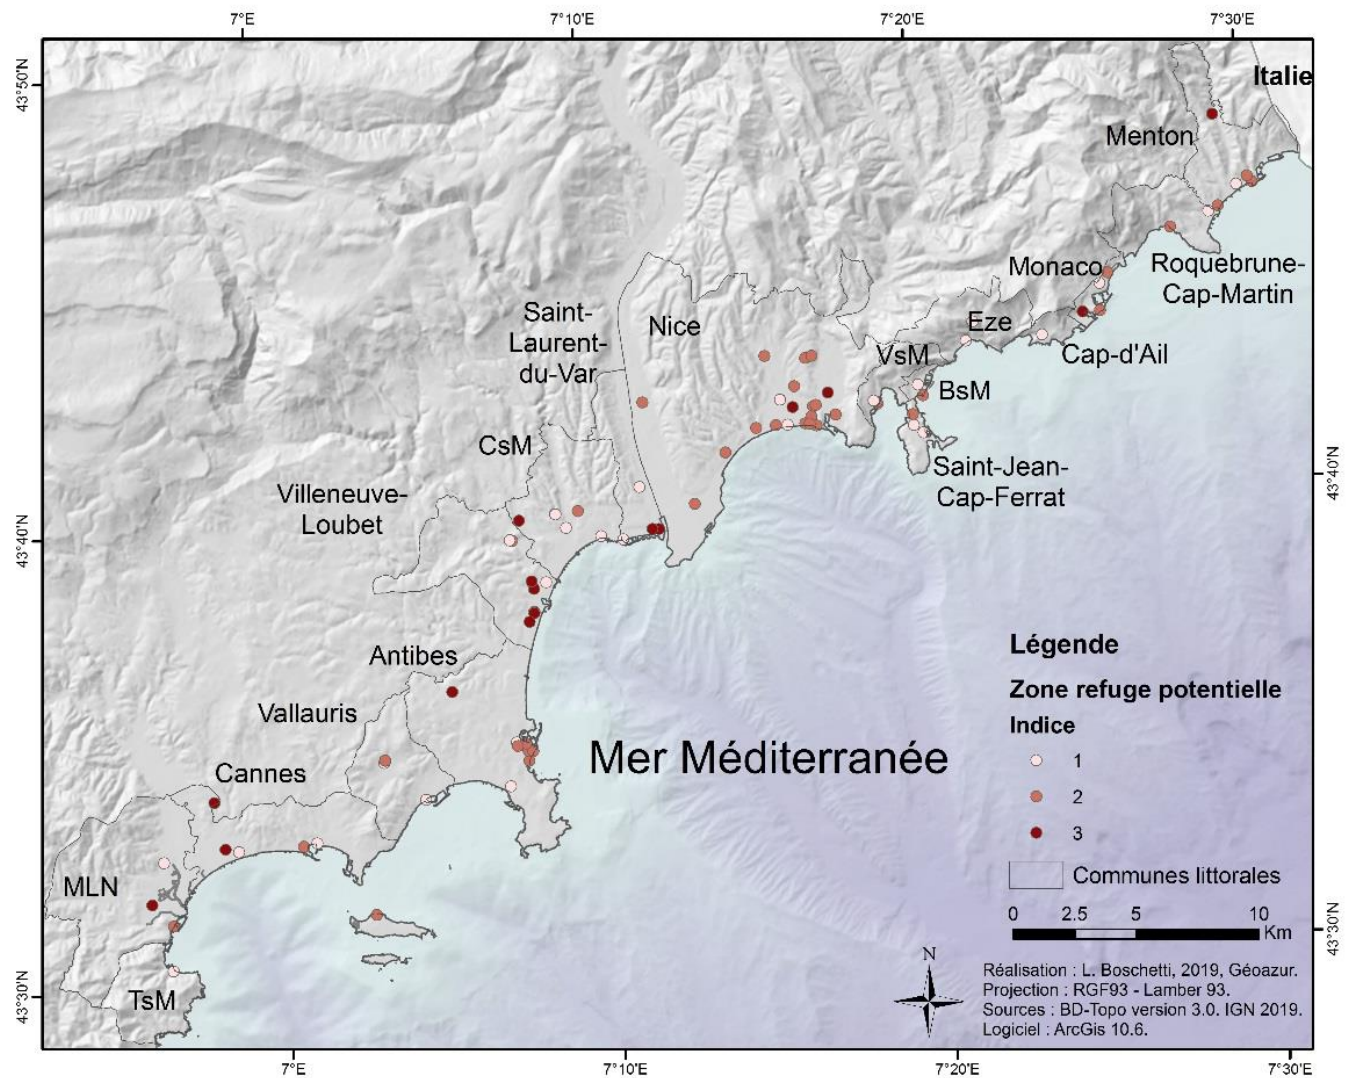 7°E
7°10'E
7°20'E
7°30'E
43°50'N
Italie
Menton
Monaco
Roquebrune-
Cap-Martin
Saint-
Laurent-
du-Var
Nice
Eze
VsM
Cap-d'Ail
BsM
CsM
Saint-Jean-
Cap-Ferrat
43°40'N
Villeneuve-
Loubet
43°40'N
Antibes
Vallauris
Cannes
Mer Méditerranée
MLN
TsM
Légende
Zone refuge potentielle
Indice
1
2
3
Communes littorales
0 2.5 5 10
Km
43°30'N
43°30'N
N
Réalisation : L. Boschetti, 2019, Géoazur.
Projection : RGF93 - Lamber 93.
Sources : BD-Topo version 3.0. IGN 2019.
Logiciel : ArcGis 10.6.
7°E
7°10'E
7°20'E
7°30'E